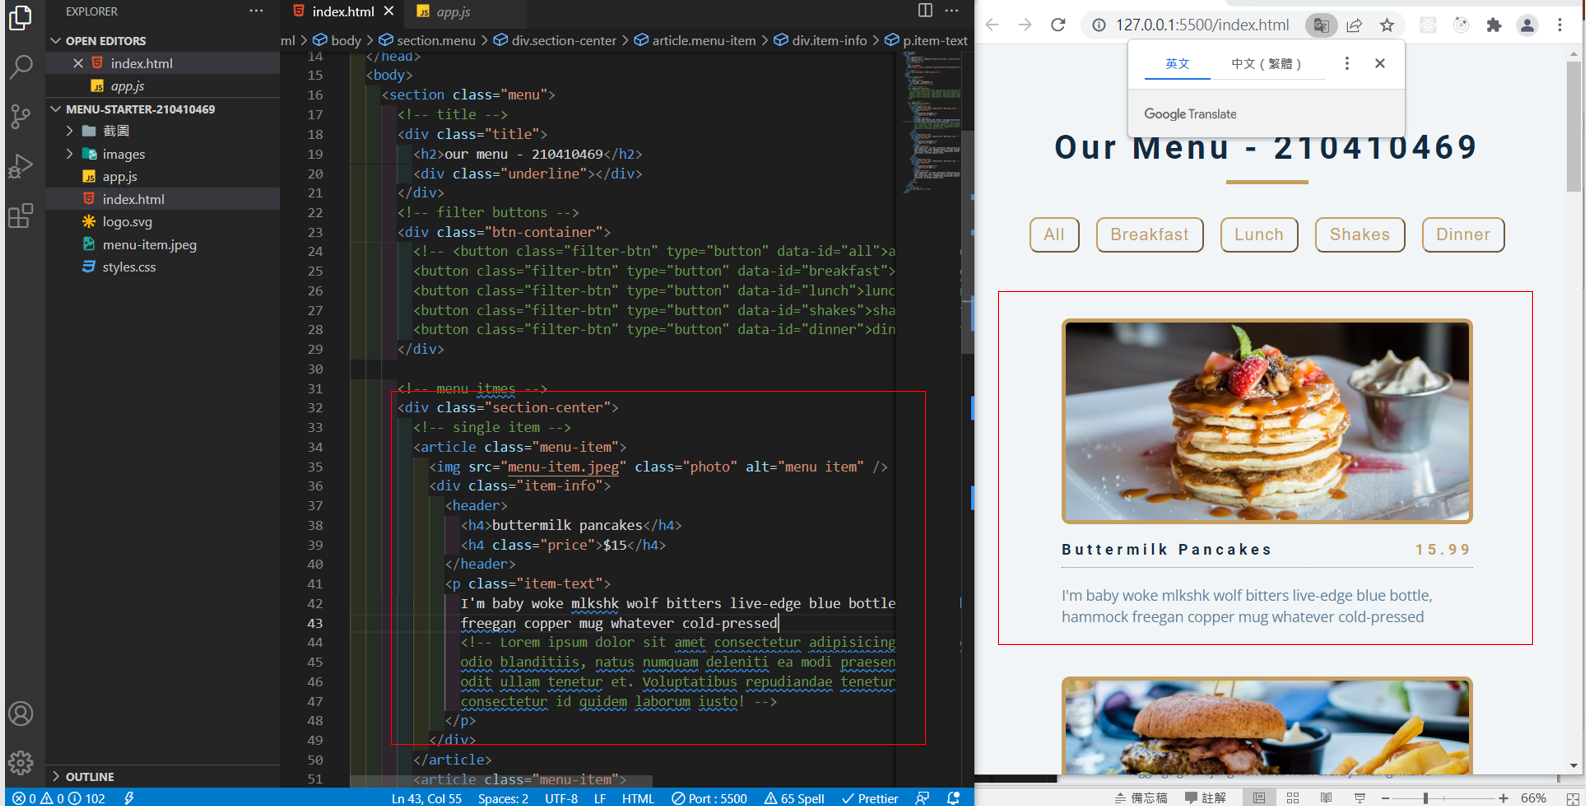 EXPLORER
OPEN EDITORS
index.html
app.js
MENU-STARTER-210410469
截圖
images
app.js
index.html
logo.svg
menu-item.jpeg
styles.css
OUTLINE
index.html
app.js
ml > body > section.menu > div.section-center > article.menu-item > div.item-info > p.item-text
14 </head>
15 <body>
16 <section class="menu">
17 <!-- title -->
18 <div class="title">
19 <h2>our menu - 210410469</h2>
20 <div class="underline"></div>
21 </div>
22 <!-- filter buttons -->
23 <div class="btn-container">
24 <!-- <button class="filter-btn" type="button" data-id="all">a
25 <button class="filter-btn" type="button" data-id="breakfast">
26 <button class="filter-btn" type="button" data-id="lunch">lunc
27 <button class="filter-btn" type="button" data-id="shakes">sha
28 <button class="filter-btn" type="button" data-id="dinner">din
29 </div>
30
31 <!-- menu itmes -->
32 <div class="section-center">
33 <!-- single item -->
34 <article class="menu-item">
35 <img src="menu-item.jpeg" class="photo" alt="menu item" />
36 <div class="item-info">
37 <header>
38 <h4>buttermilk pancakes</h4>
39 <h4 class="price">$15</h4>
40 </header>
41 <p class="item-text">
42 I'm baby woke mlkshk wolf bitters live-edge blue bottle
43 freegan copper mug whatever cold-pressed
44 <!-- Lorem ipsum dolor sit amet consectetur adipisicing
45 odio blanditiis, natus numquam deleniti ea modi praesen
46 odit ullam tenetur et. Voluptatibus repudiandae tenetur
47 consectetur id quidem laborum iusto! -->
48 </p>
49 </div>
50 </article>
51 <article class="menu-item">
0 0 102
Ln 43, Col 55 Spaces: 2 UTF-8 LF HTML Port : 5500 65 Spell Prettier
127.0.0.1:5500/index.html
英文 中文（繁體）
Google Translate
Our Menu - 210410469
All Breakfast Lunch Shakes Dinner
Buttermilk Pancakes 15.99
I'm baby woke mlkshk wolf bitters live-edge blue bottle,
hammock freegan copper mug whatever cold-pressed
備忘稿 註解 66%